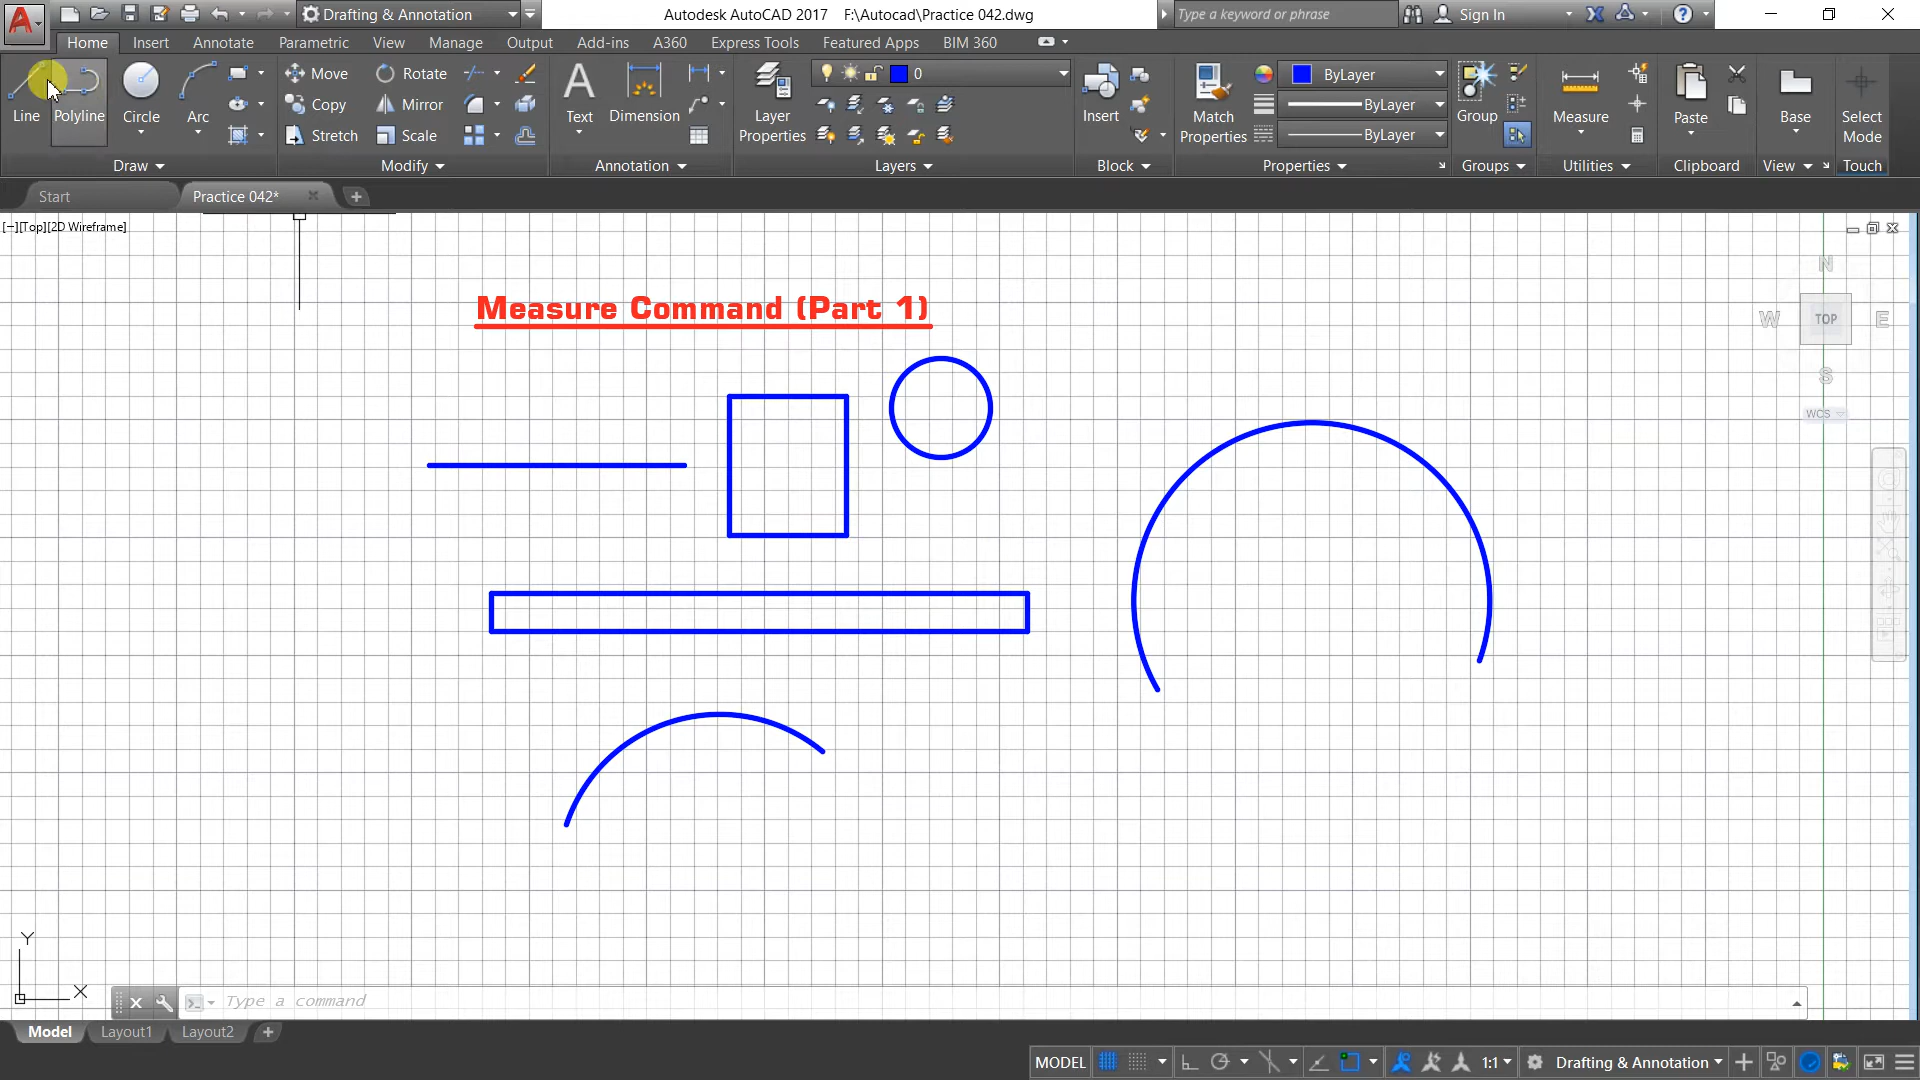 Drafting & Annotation
Autodesk AutoCAD 2017 F:\Autocad\Practice 042.dwg
Type a keyword or phrase
Sign In
Home Insert Annotate Parametric View Manage Output Add-ins A360 Express Tools Featured Apps BIM 360
Line Polyline Circle Arc
Move Rotate
Copy Mirror
Stretch Scale
Text Dimension
Layer Properties
0
Insert
Match Properties
ByLayer
ByLayer
ByLayer
Group
Measure
Paste
Base
Select Mode
Draw Modify Annotation Layers Block Properties Groups Utilities Clipboard View Touch
Start Practice 042*
[−][Top][2D Wireframe]
Measure Command (Part 1)
N
W TOP E
S
WCS
Y
X
Type a command
Model Layout1 Layout2
MODEL 1:1 Drafting & Annotation